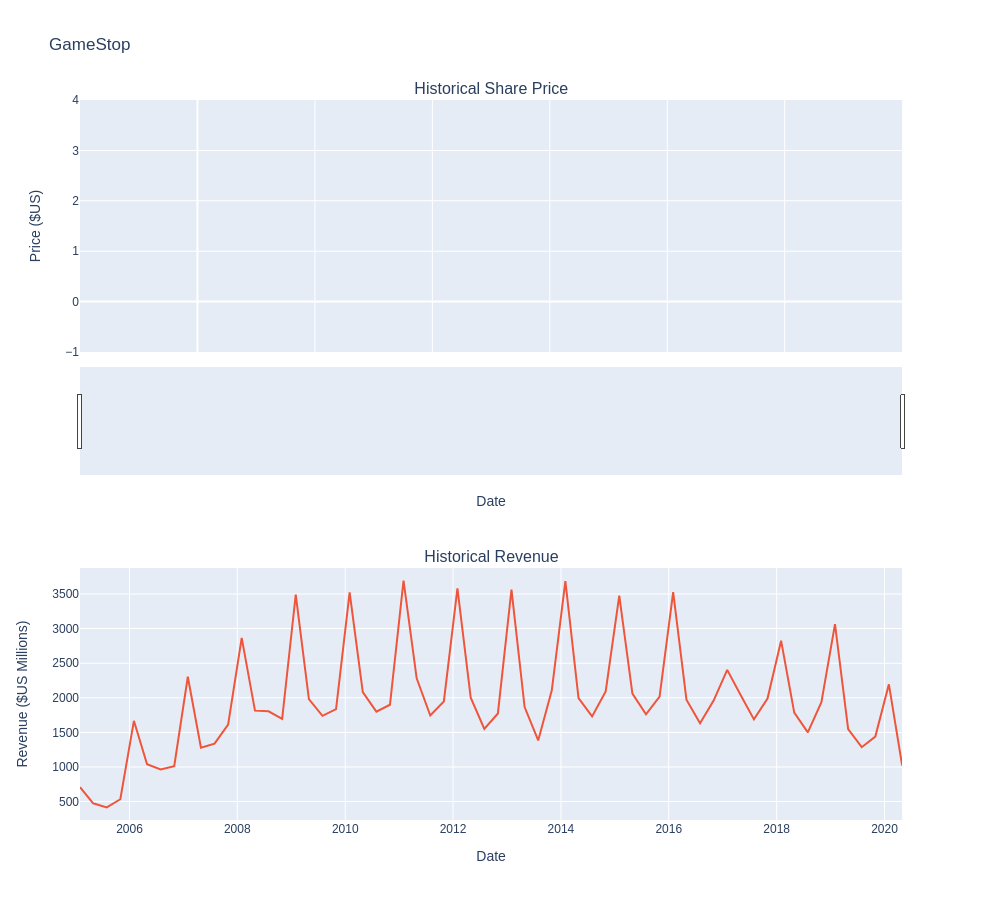 GameStop
Historical Share Price
4
3
2
1
0
−1
Price ($US)
Date
Historical Revenue
3500
3000
2500
2000
1500
1000
500
Revenue ($US Millions)
2006 2008 2010 2012 2014 2016 2018 2020
Date